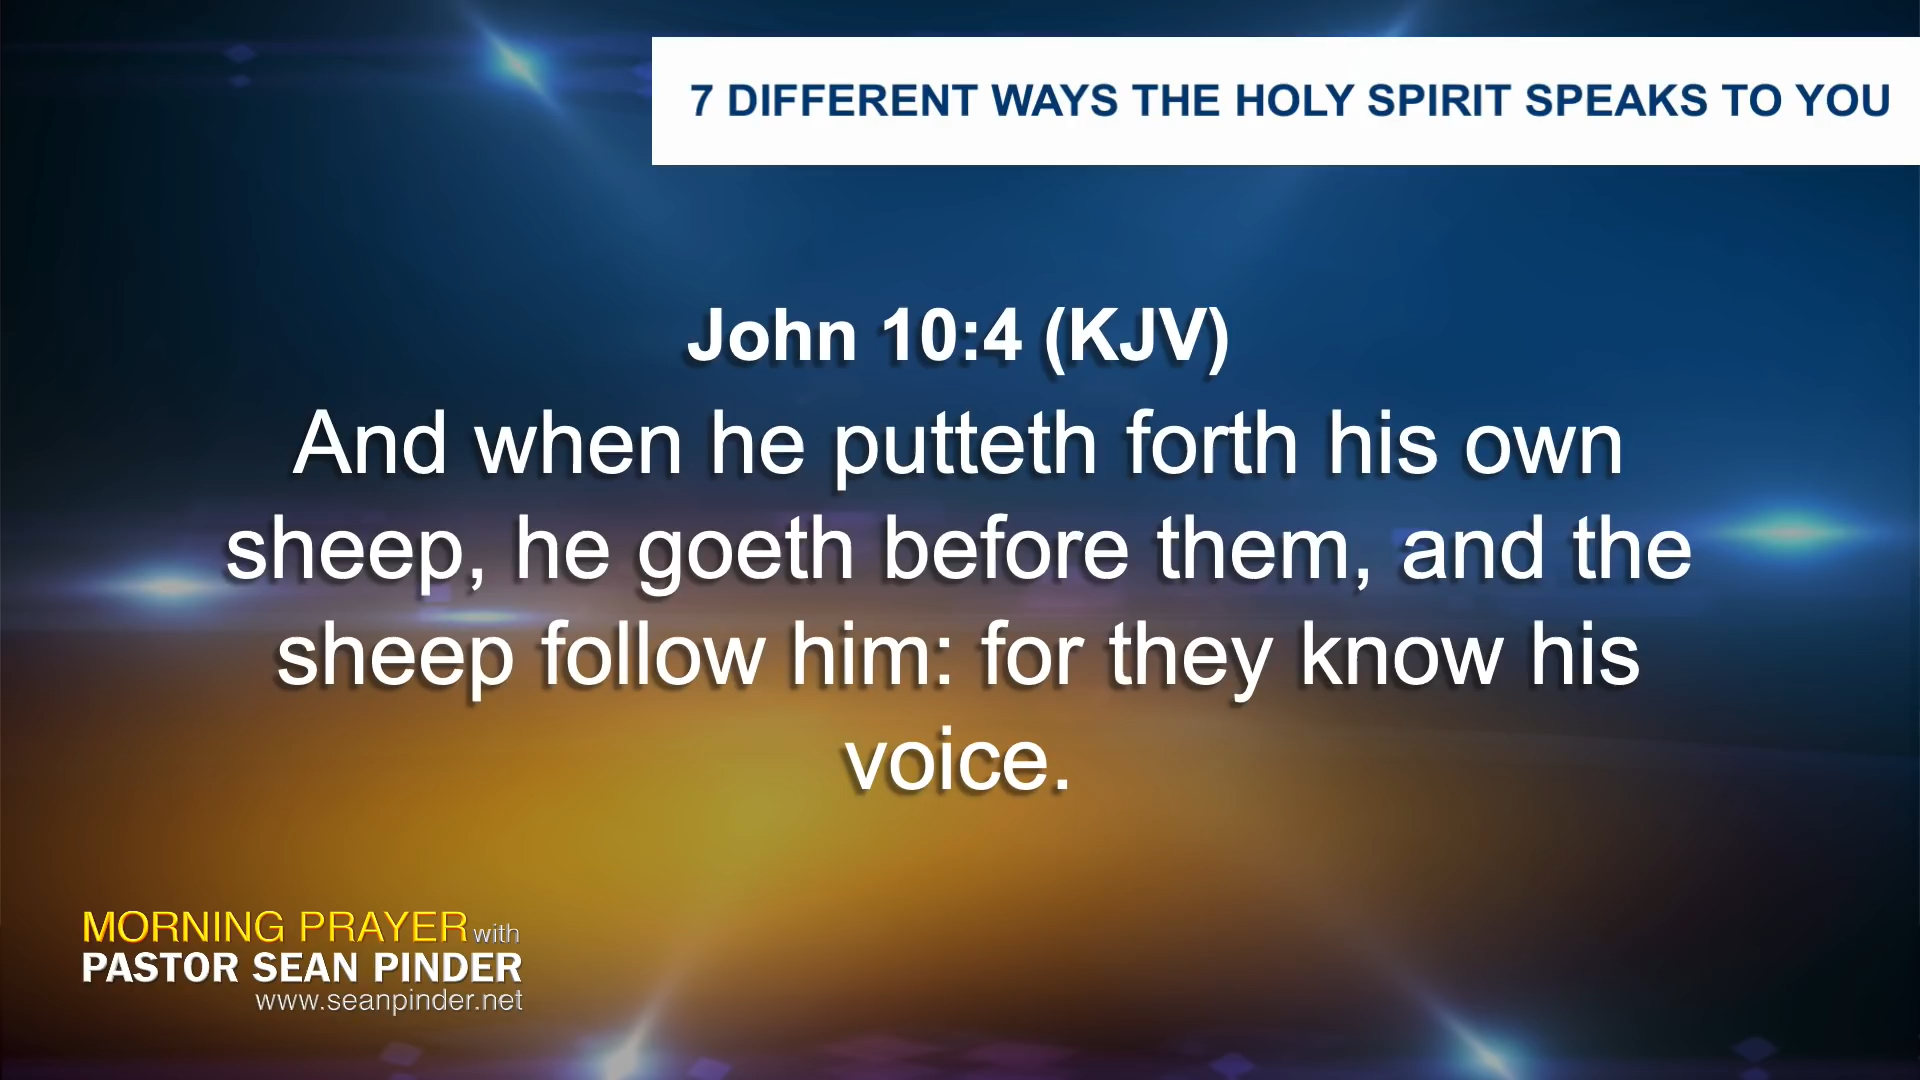 7 DIFFERENT WAYS THE HOLY SPIRIT SPEAKS TO YOU
John 10:4 (KJV)
And when he putteth forth his own
sheep, he goeth before them, and the
sheep follow him: for they know his
voice.
MORNING PRAYER with
PASTOR SEAN PINDER
www.seanpinder.net